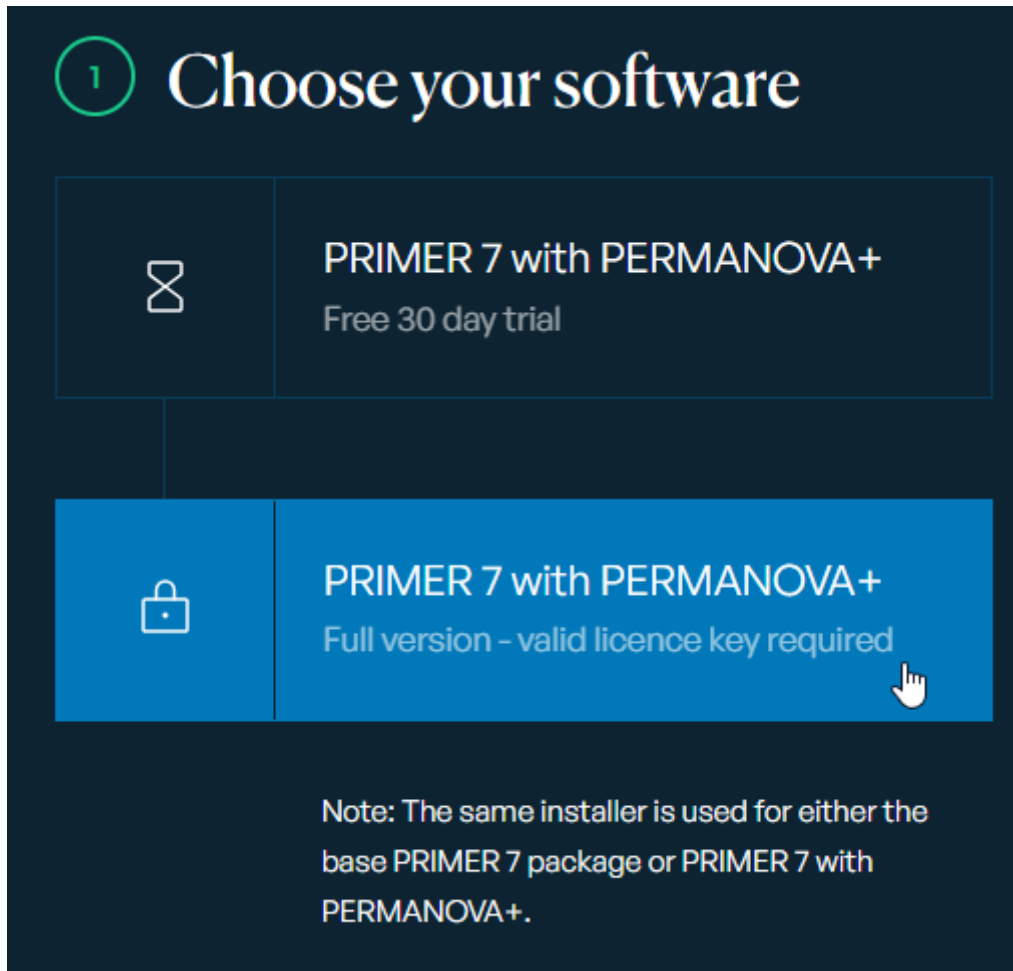 1
Choose your software
PRIMER 7 with PERMANOVA+
Free 30 day trial
PRIMER 7 with PERMANOVA+
Full version - valid licence key required
Note: The same installer is used for either the
base PRIMER 7 package or PRIMER 7 with
PERMANOVA+.